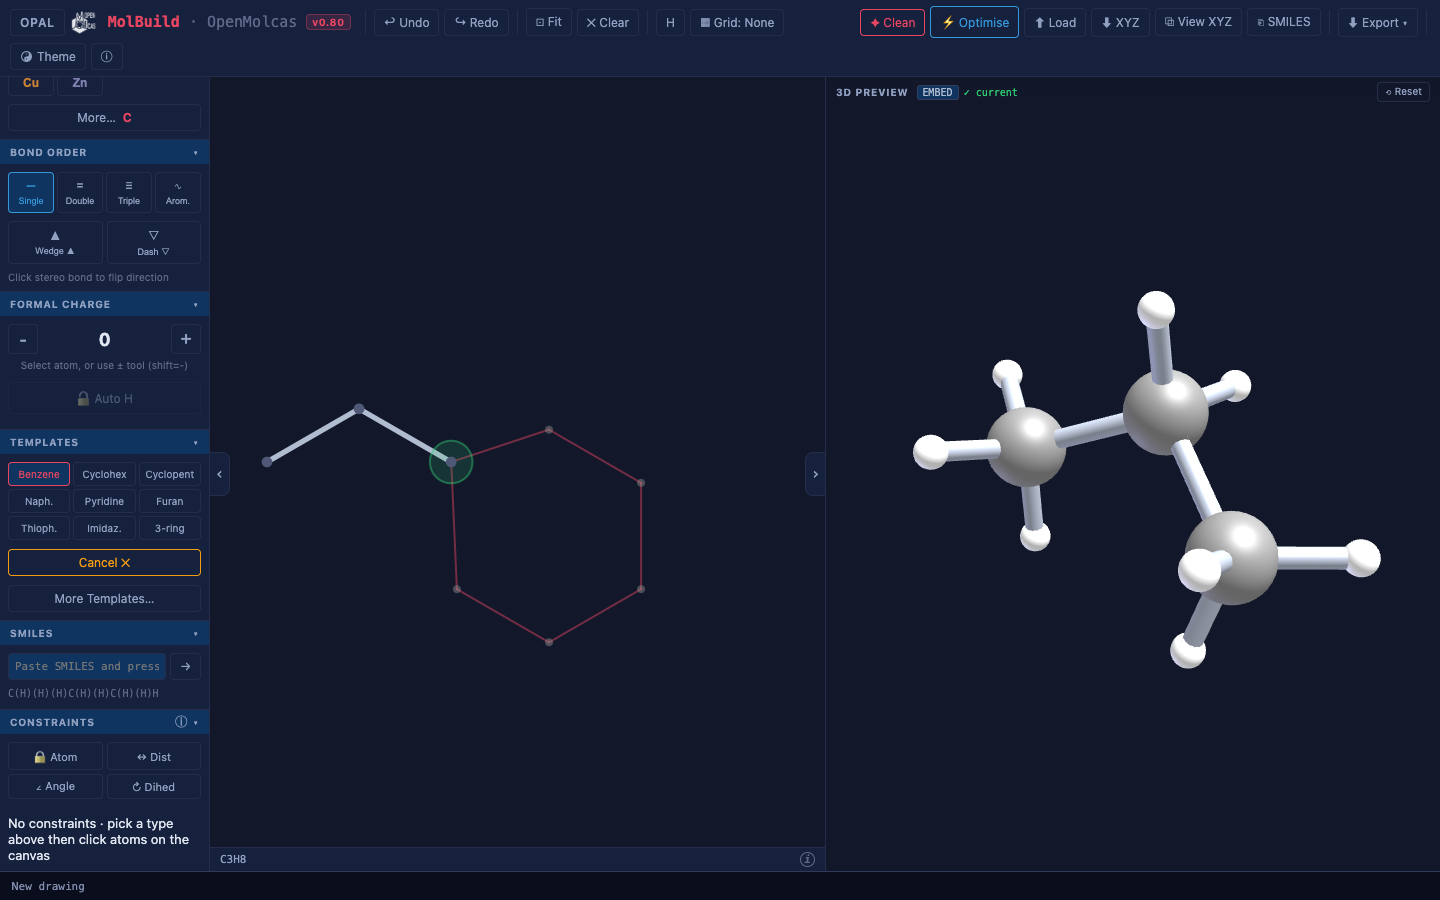 OPAL OPEN MOLCAS MolBuild · OpenMolcas v0.80 Undo Redo Fit Clear H Grid: None Clean Optimise Load XYZ View XYZ SMILES Export
Theme
Cu Zn
More... C
BOND ORDER
Single Double Triple Arom.
Wedge Dash
Click stereo bond to flip direction
FORMAL CHARGE
- 0 +
Select atom, or use ± tool (shift=-)
Auto H
TEMPLATES
Benzene Cyclohex Cyclopent
Naph. Pyridine Furan
Thioph. Imidaz. 3-ring
Cancel
More Templates...
SMILES
Paste SMILES and press
C(H)(H)(H)C(H)(H)C(H)(H)H
CONSTRAINTS
Atom Dist
Angle Dihed
No constraints · pick a type
above then click atoms on the
canvas
C3H8
3D PREVIEW EMBED ✓ current Reset
New drawing